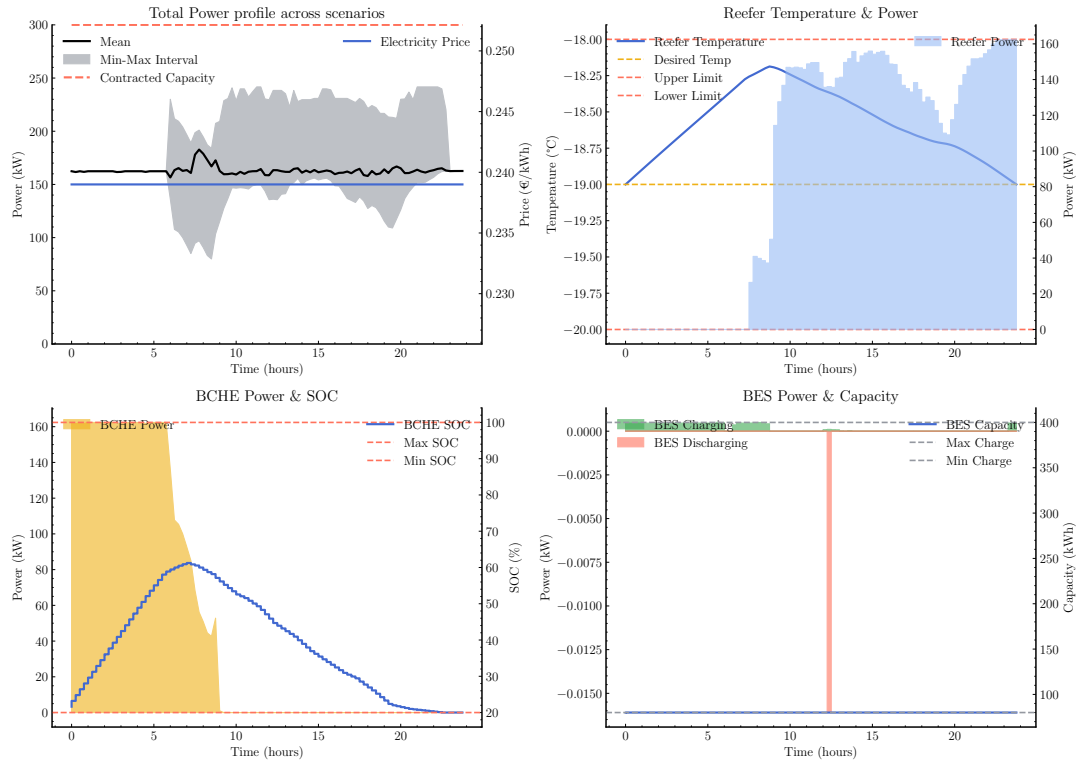 Total Power profile across scenarios
300
250
200
150
100
50
0
Power (kW)
Mean
Min-Max Interval
Contracted Capacity
Electricity Price
0.250
0.245
0.240
0.235
0.230
Price (€/kWh)
0
5
10
15
20
Time (hours)
Reefer Temperature & Power
−18.00
−18.25
−18.50
−18.75
−19.00
−19.25
−19.50
−19.75
−20.00
Temperature (°C)
Reefer Temperature
Desired Temp
Upper Limit
Lower Limit
Reefer Power
160
140
120
100
80
60
40
20
0
Power (kW)
0
5
10
15
20
Time (hours)
BCHE Power & SOC
160
140
120
100
80
60
40
20
0
Power (kW)
BCHE Power
BCHE SOC
Max SOC
Min SOC
100
90
80
70
60
50
40
30
20
SOC (%)
0
5
10
15
20
Time (hours)
BES Power & Capacity
0.0000
−0.0025
−0.0050
−0.0075
−0.0100
−0.0125
−0.0150
Power (kW)
BES Charging
BES Discharging
BES Capacity
Max Charge
Min Charge
400
350
300
250
200
150
100
Capacity (kWh)
0
5
10
15
20
Time (hours)